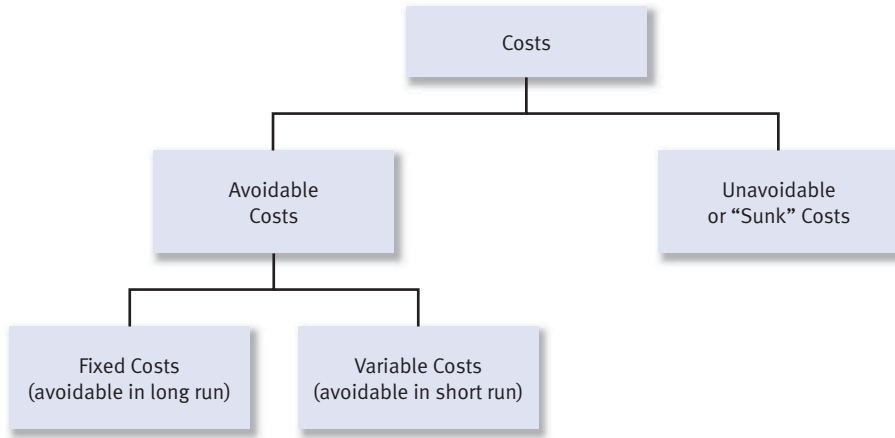 Costs
Avoidable
Costs
Unavoidable
or “Sunk” Costs
Fixed Costs
(avoidable in long run)
Variable Costs
(avoidable in short run)